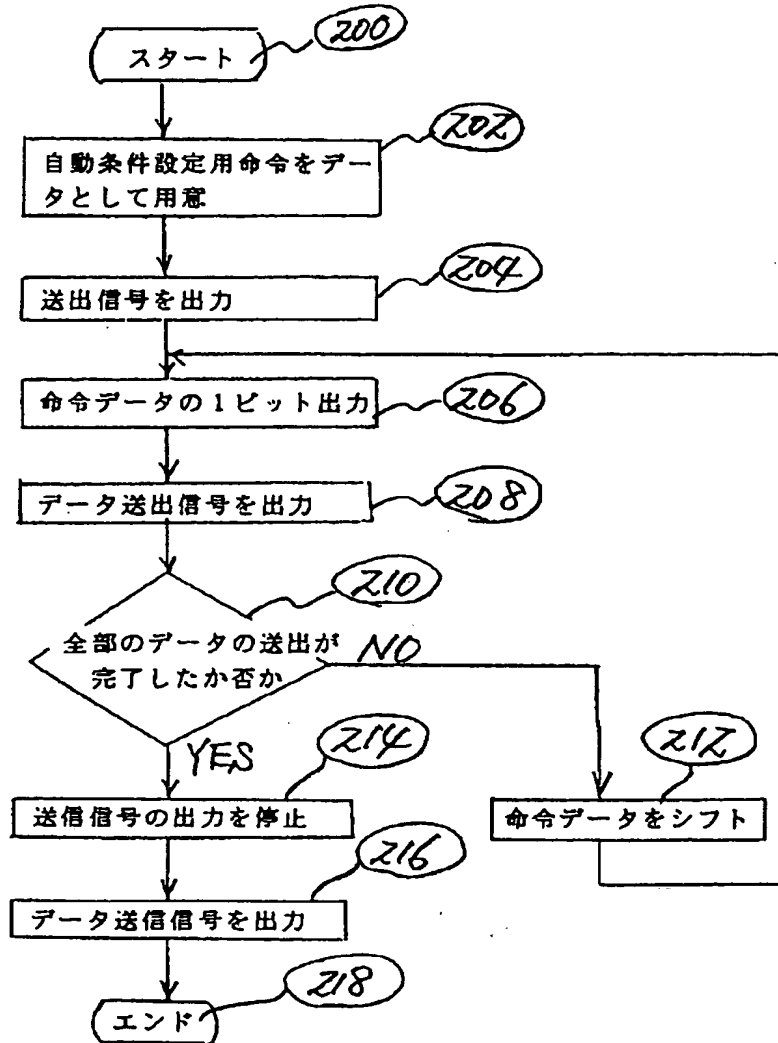 200
スタート
202
自動条件設定用命令をデー
タとして用意
204
送出信号を出力
命令データの1ビット出力
206
データ送出信号を出力
208
210
全部のデータの送出が
完了したか否か
NO
YES
214
212
送信信号の出力を停止
命令データをシフト
216
データ送信信号を出力
218
エンド